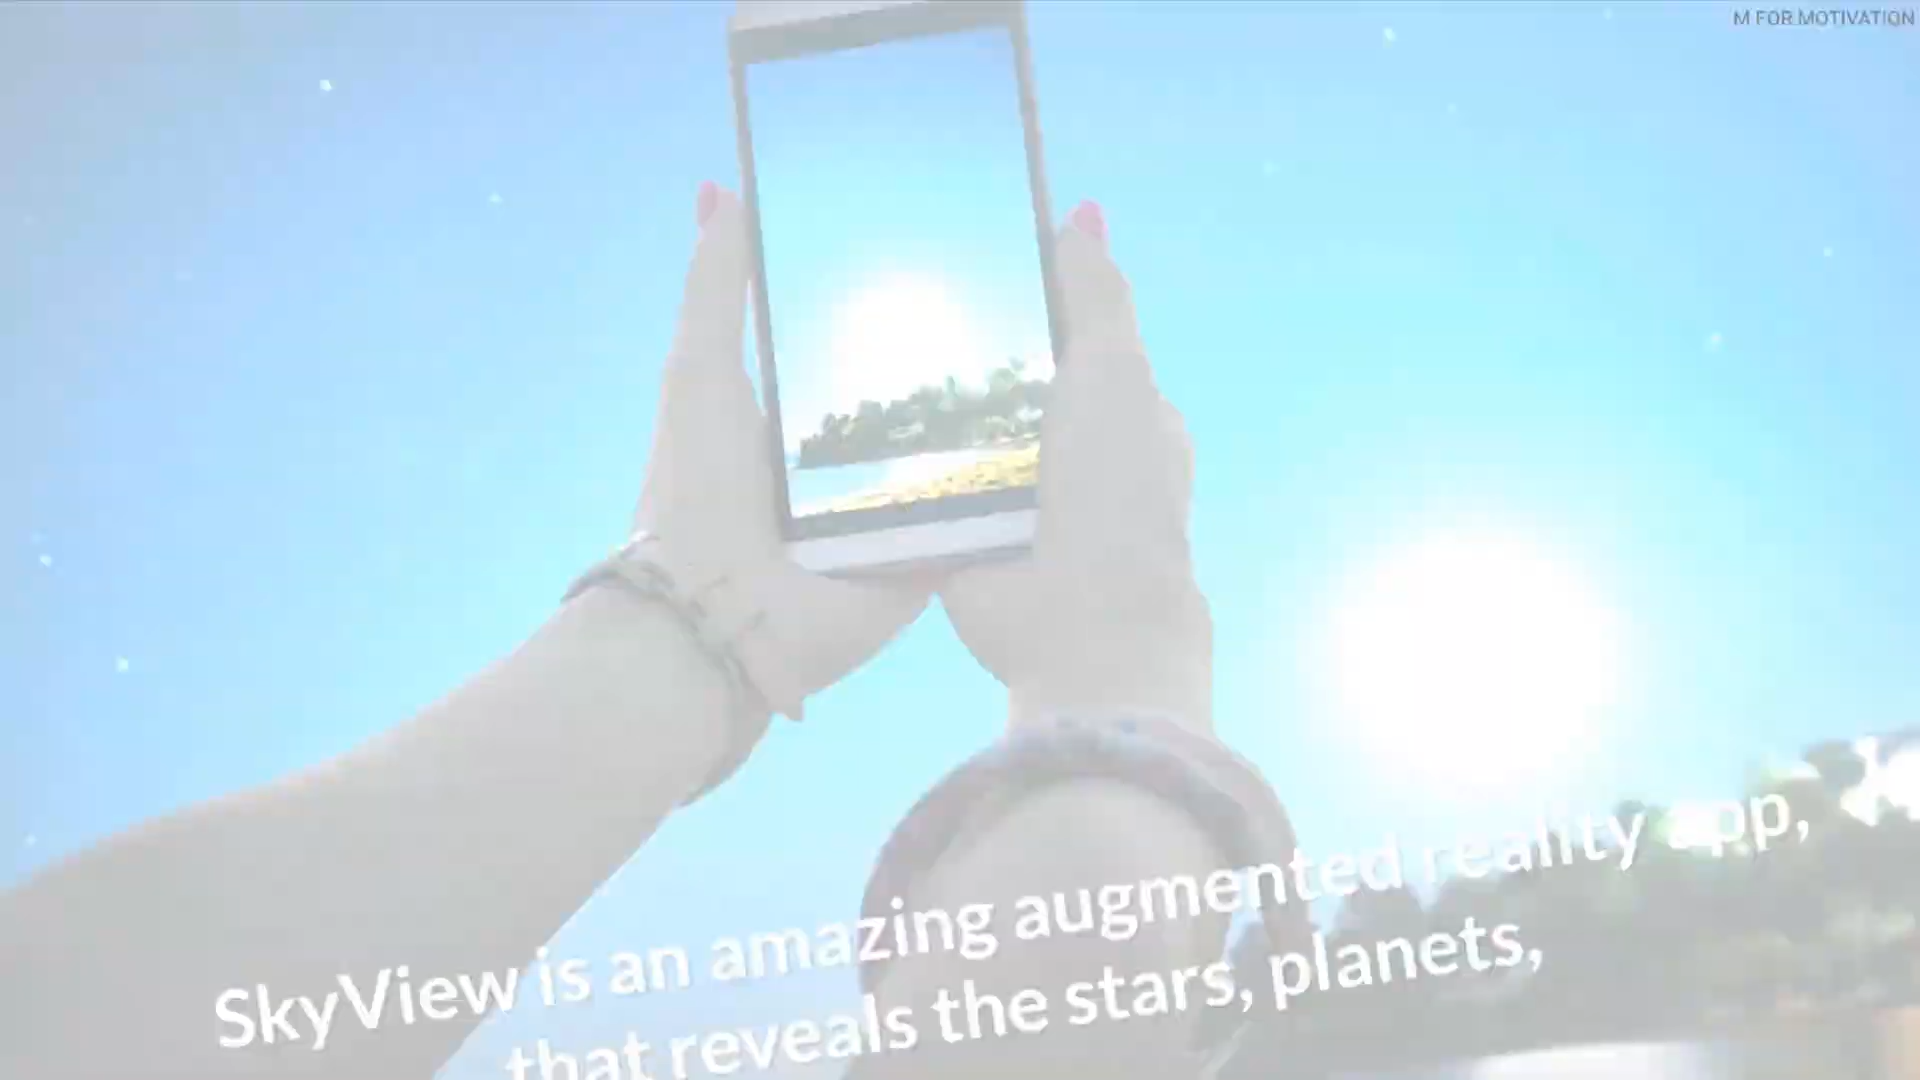 M FOR MOTIVATION
SkyView is an amazing augmented reality app,
that reveals the stars, planets,